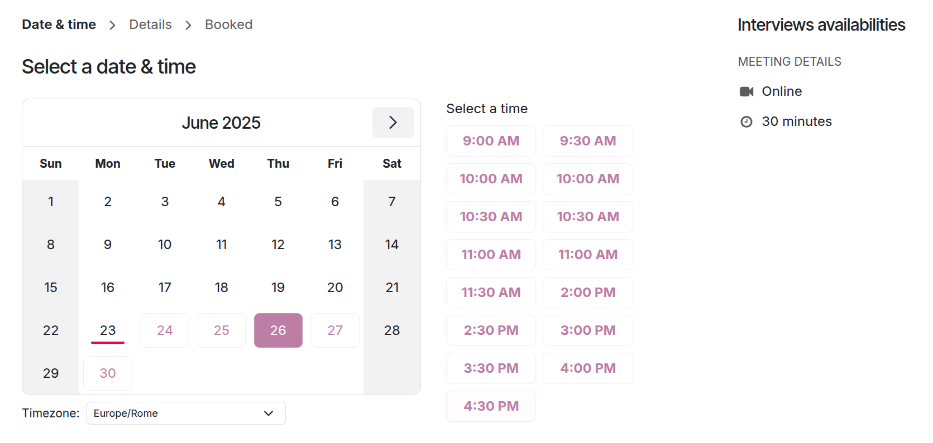 Date & time > Details > Booked
Select a date & time
June 2025
Sun Mon Tue Wed Thu Fri Sat
1 2 3 4 5 6 7
8 9 10 11 12 13 14
15 16 17 18 19 20 21
22 23 24 25 26 27 28
29 30
Timezone: Europe/Rome
Select a time
9:00 AM 9:30 AM
10:00 AM 10:00 AM
10:30 AM 10:30 AM
11:00 AM 11:00 AM
11:30 AM 2:00 PM
2:30 PM 3:00 PM
3:30 PM 4:00 PM
4:30 PM
Interviews availabilities
MEETING DETAILS
Online
30 minutes